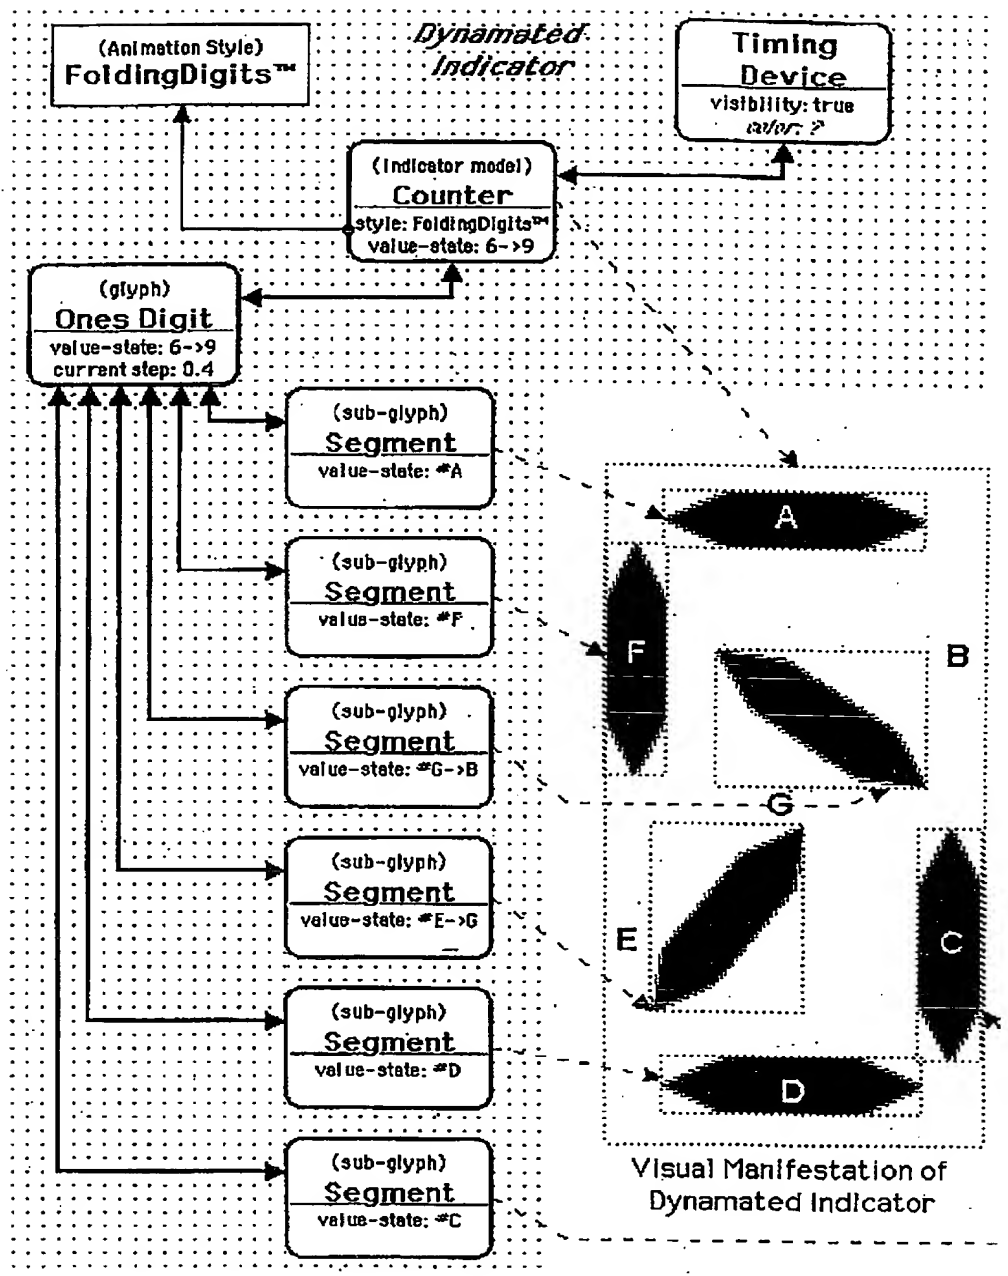 Dynamated
Indicator
(Animation Style)
FoldingDigits™
Timing
Device
visibility: true
color: ?
(indicator model)
Counter
style: FoldingDigits™
value-state: 6->9
(glyph)
Ones Digit
value-state: 6->9
current step: 0.4
(sub-glyph)
Segment
value-state: #A
(sub-glyph)
Segment
value-state: #F
(sub-glyph)
Segment
value-state: #G->B
(sub-glyph)
Segment
value-state: #E->G
(sub-glyph)
Segment
value-state: #D
(sub-glyph)
Segment
value-state: #C
A
F
B
G
E
C
D
Visual Manifestation of
Dynamated Indicator